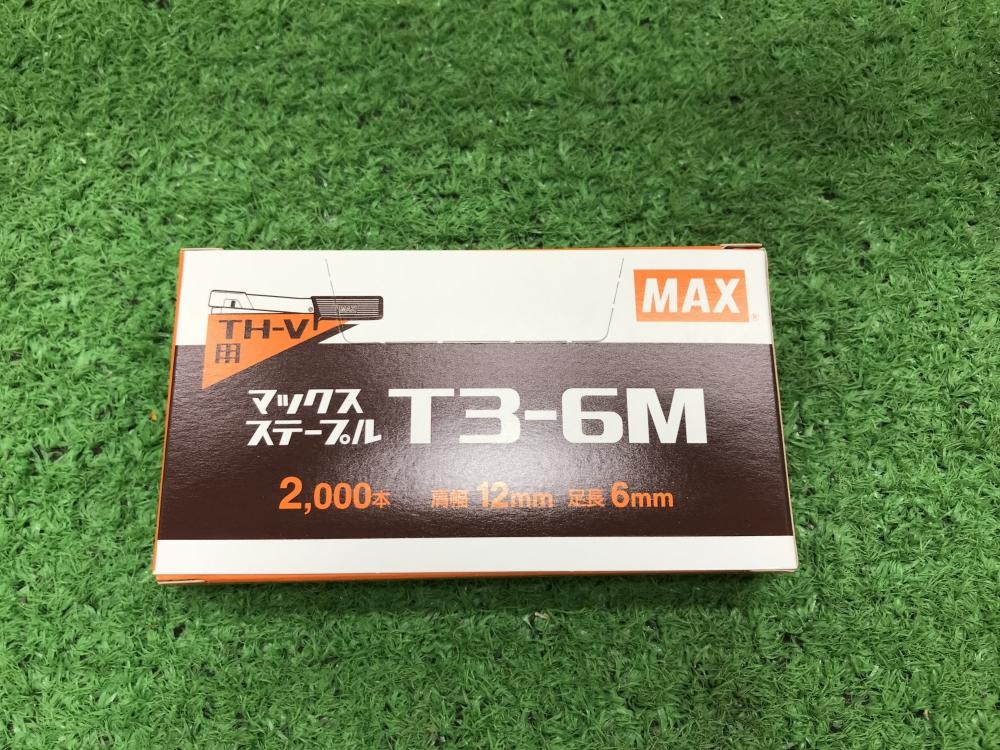 MAX
MAX
TH-V
用
マックス
ステープル
T3-6M
2,000本 肩幅 12mm 足長 6mm